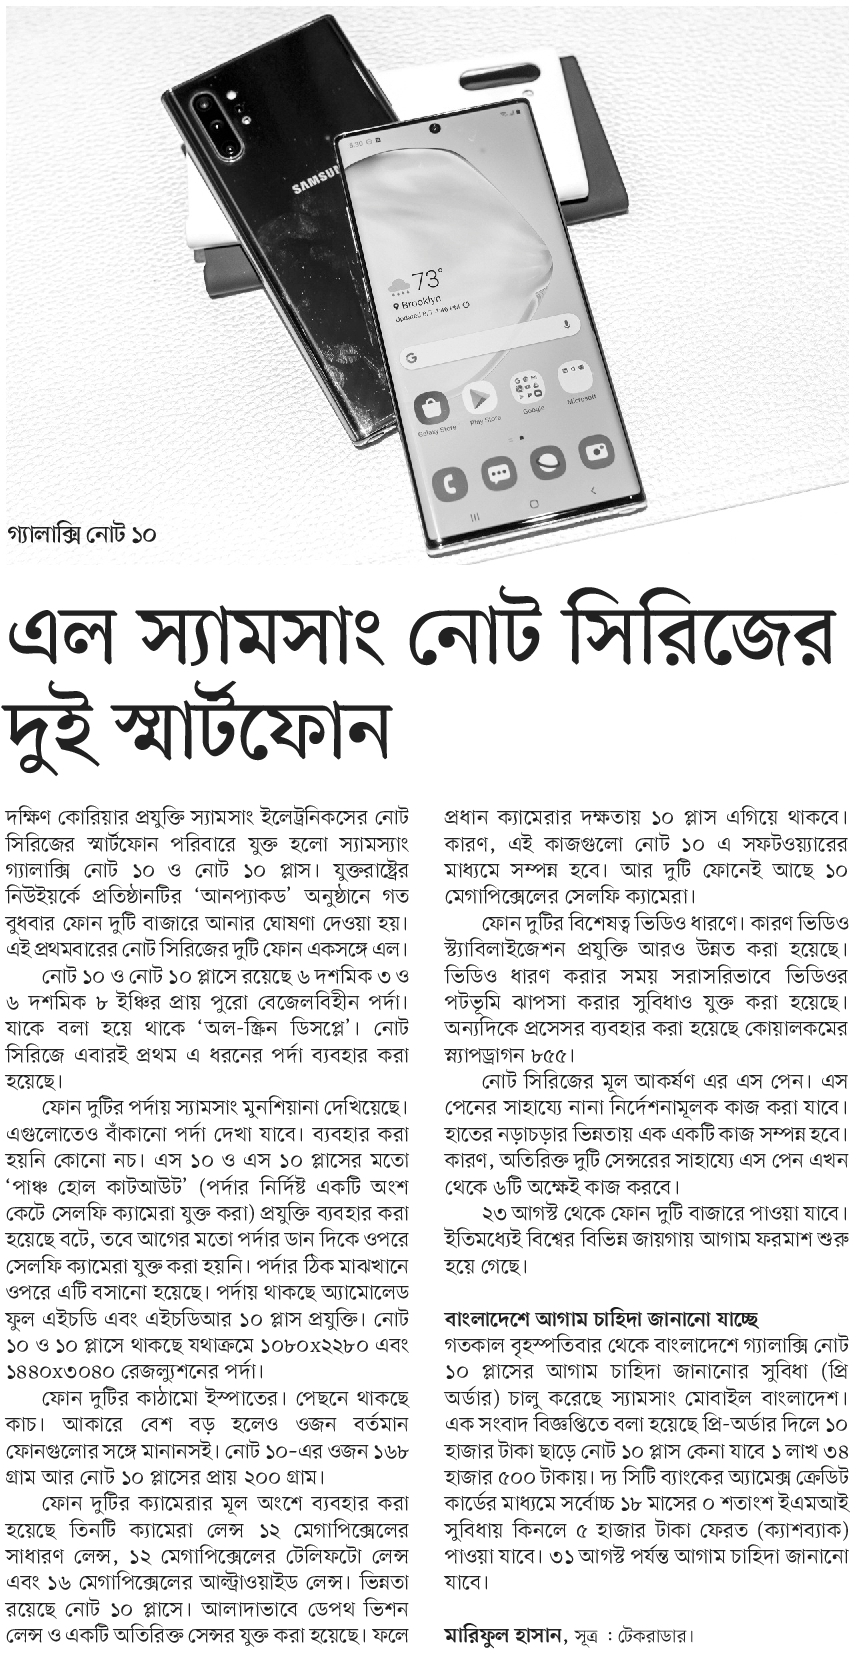 SAMSU
6:30
73°
Brooklyn
Galaxy Store
Play Store
Google
Microsoft
গ্যালাক্সি নোট ১০
এল স্যামসাং নোট সিরিজের
দুই স্মার্টফোন
দক্ষিণ কোরিয়ার প্রযুক্তি স্যামসাং ইলেট্রনিকসের নোট
সিরিজের স্মার্টফোন পরিবারে যুক্ত হলো স্যামস্যাং
গ্যালাক্সি নোট ১০ ও নোট ১০ প্লাস। যুক্তরাষ্ট্রের
নিউইয়র্কে প্রতিষ্ঠানটির ‘আনপ্যাকড’ অনুষ্ঠানে গত
বুধবার ফোন দুটি বাজারে আনার ঘোষণা দেওয়া হয়।
এই প্রথমবারের নোট সিরিজের দুটি ফোন একসঙ্গে এল।
নোট ১০ ও নোট ১০ প্লাসে রয়েছে ৬ দশমিক ৩ ও
৬ দশমিক ৮ ইঞ্চির প্রায় পুরো বেজেলবিহীন পর্দা।
যাকে বলা হয়ে থাকে ‘অল-স্ক্রিন ডিসপ্লে’। নোট
সিরিজে এবারই প্রথম এ ধরনের পর্দা ব্যবহার করা
হয়েছে।
ফোন দুটির পর্দায় স্যামসাং মুনশিয়ানা দেখিয়েছে।
এগুলোতেও বাঁকানো পর্দা দেখা যাবে। ব্যবহার করা
হয়নি কোনো নচ। এস ১০ ও এস ১০ প্লাসের মতো
‘পাঞ্চ হোল কাটআউট’ (পর্দার নির্দিষ্ট একটি অংশ
কেটে সেলফি ক্যামেরা যুক্ত করা) প্রযুক্তি ব্যবহার করা
হয়েছে বটে, তবে আগের মতো পর্দার ডান দিকে ওপরে
সেলফি ক্যামেরা যুক্ত করা হয়নি। পর্দার ঠিক মাঝখানে
ওপরে এটি বসানো হয়েছে। পর্দায় থাকছে অ্যামোলেড
ফুল এইচডি এবং এইচডিআর ১০ প্লাস প্রযুক্তি। নোট
১০ ও ১০ প্লাসে থাকছে যথাক্রমে ১০৮০x২২৮০ এবং
১৪৪০x৩০৪০ রেজল্যুশনের পর্দা।
ফোন দুটির কাঠামো ইস্পাতের। পেছনে থাকছে
কাচ। আকারে বেশ বড় হলেও ওজন বর্তমান
ফোনগুলোর সঙ্গে মানানসই। নোট ১০-এর ওজন ১৬৮
গ্রাম আর নোট ১০ প্লাসের প্রায় ২০০ গ্রাম।
ফোন দুটির ক্যামেরার মূল অংশে ব্যবহার করা
হয়েছে তিনটি ক্যামেরা লেন্স ১২ মেগাপিক্সেলের
সাধারণ লেন্স, ১২ মেগাপিক্সেলের টেলিফটো লেন্স
এবং ১৬ মেগাপিক্সেলের আল্ট্রাওয়াইড লেন্স। ভিন্নতা
রয়েছে নোট ১০ প্লাসে। আলাদাভাবে ডেপথ ভিশন
লেন্স ও একটি অতিরিক্ত সেন্সর যুক্ত করা হয়েছে। ফলে
প্রধান ক্যামেরার দক্ষতায় ১০ প্লাস এগিয়ে থাকবে।
কারণ, এই কাজগুলো নোট ১০ এ সফটওয়্যারের
মাধ্যমে সম্পন্ন হবে। আর দুটি ফোনেই আছে ১০
মেগাপিক্সেলের সেলফি ক্যামেরা।
ফোন দুটির বিশেষত্ব ভিডিও ধারণে। কারণ ভিডিও
স্ট্যাবিলাইজেশন প্রযুক্তি আরও উন্নত করা হয়েছে।
ভিডিও ধারণ করার সময় সরাসরিভাবে ভিডিওর
পটভূমি ঝাপসা করার সুবিধাও যুক্ত করা হয়েছে।
অন্যদিকে প্রসেসর ব্যবহার করা হয়েছে কোয়ালকমের
স্ন্যাপড্রাগন ৮৫৫।
নোট সিরিজের মূল আকর্ষণ এর এস পেন। এস
পেনের সাহায্যে নানা নির্দেশনামূলক কাজ করা যাবে।
হাতের নড়াচড়ার ভিন্নতায় এক একটি কাজ সম্পন্ন হবে।
কারণ, অতিরিক্ত দুটি সেন্সরের সাহায্যে এস পেন এখন
থেকে ৬টি অক্ষেই কাজ করবে।
২৩ আগস্ট থেকে ফোন দুটি বাজারে পাওয়া যাবে।
ইতিমধ্যেই বিশ্বের বিভিন্ন জায়গায় আগাম ফরমাশ শুরু
হয়ে গেছে।
বাংলাদেশে আগাম চাহিদা জানানো যাচ্ছে
গতকাল বৃহস্পতিবার থেকে বাংলাদেশে গ্যালাক্সি নোট
১০ প্লাসের আগাম চাহিদা জানানোর সুবিধা (প্রি
অর্ডার) চালু করেছে স্যামসাং মোবাইল বাংলাদেশ।
এক সংবাদ বিজ্ঞপ্তিতে বলা হয়েছে প্রি-অর্ডার দিলে ১০
হাজার টাকা ছাড়ে নোট ১০ প্লাস কেনা যাবে ১ লাখ ৩৪
হাজার ৫০০ টাকায়। দ্য সিটি ব্যাংকের অ্যামেক্স ক্রেডিট
কার্ডের মাধ্যমে সর্বোচ্চ ১৮ মাসের ০ শতাংশ ইএমআই
সুবিধায় কিনলে ৫ হাজার টাকা ফেরত (ক্যাশব্যাক)
পাওয়া যাবে। ৩১ আগস্ট পর্যন্ত আগাম চাহিদা জানানো
যাবে।
মারিফুল হাসান, সূত্র : টেকরাডার।